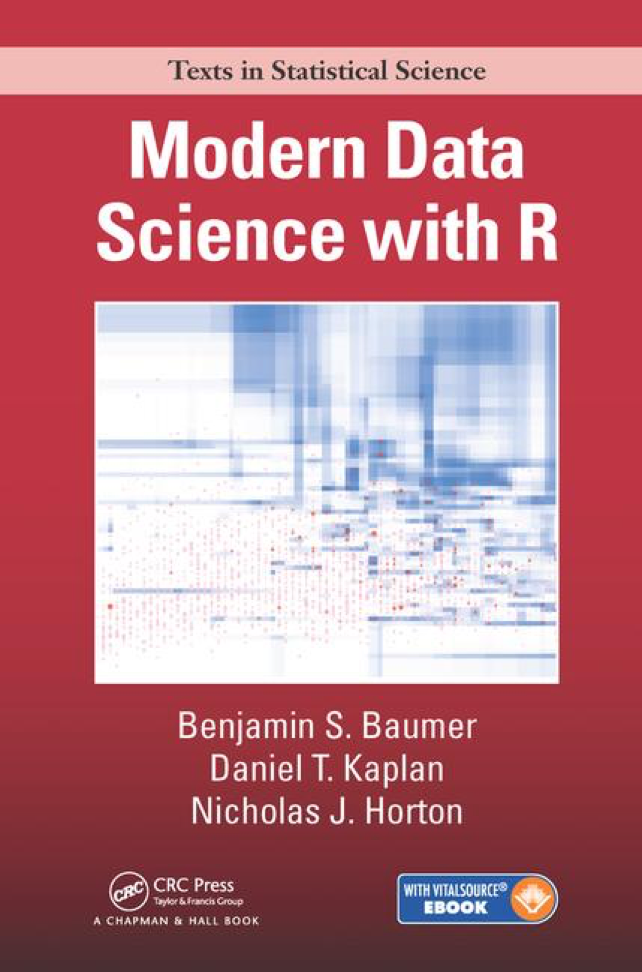 Texts in Statistical Science
Modern Data
Science with R
Benjamin S. Baumer
Daniel T. Kaplan
Nicholas J. Horton
CRC
CRC Press
Taylor & Francis Group
A CHAPMAN & HALL BOOK
WITH VITALSOURCE®
EBOOK